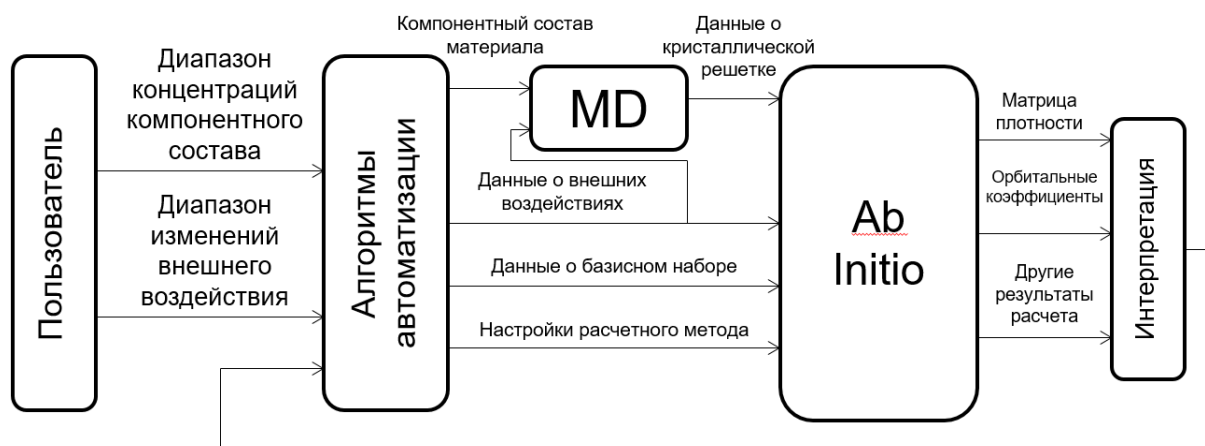 Пользователь
Диапазон
концентраций
компонентного
состава
Диапазон
изменений
внешнего
воздействия
Алгоритмы
автоматизации
Компонентный состав
материала
MD
Данные о
кристаллической
решетке
Данные о внешних
воздействиях
Данные о базисном наборе
Настройки расчетного метода
Ab
Initio
Матрица
плотности
Орбитальные
коэффициенты
Другие
результаты
расчета
Интерпретация